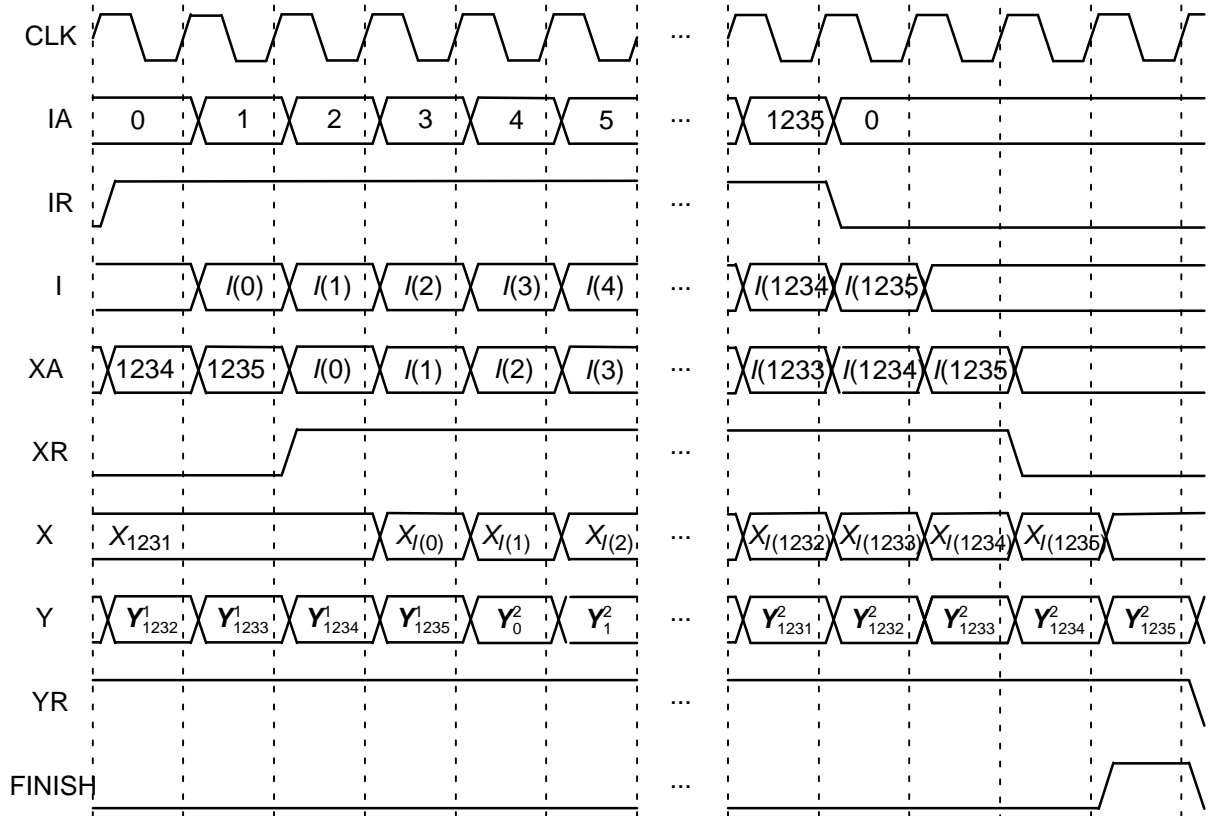 CLK ...
IA 0 1 2 3 4 5 ... 1235 0
IR ...
I I(0) I(1) I(2) I(3) I(4) ... I(1234) I(1235)
XA 1234 1235 I(0) I(1) I(2) I(3) ... I(1233) I(1234) I(1235)
XR ...
X X1231 XI(0) XI(1) XI(2) ... XI(1232) XI(1233) XI(1234) XI(1235)
Y Y¹1232 Y¹1233 Y¹1234 Y¹1235 Y²0 Y²1 ... Y²1231 Y²1232 Y²1233 Y²1234 Y²1235
YR ...
FINISH ...